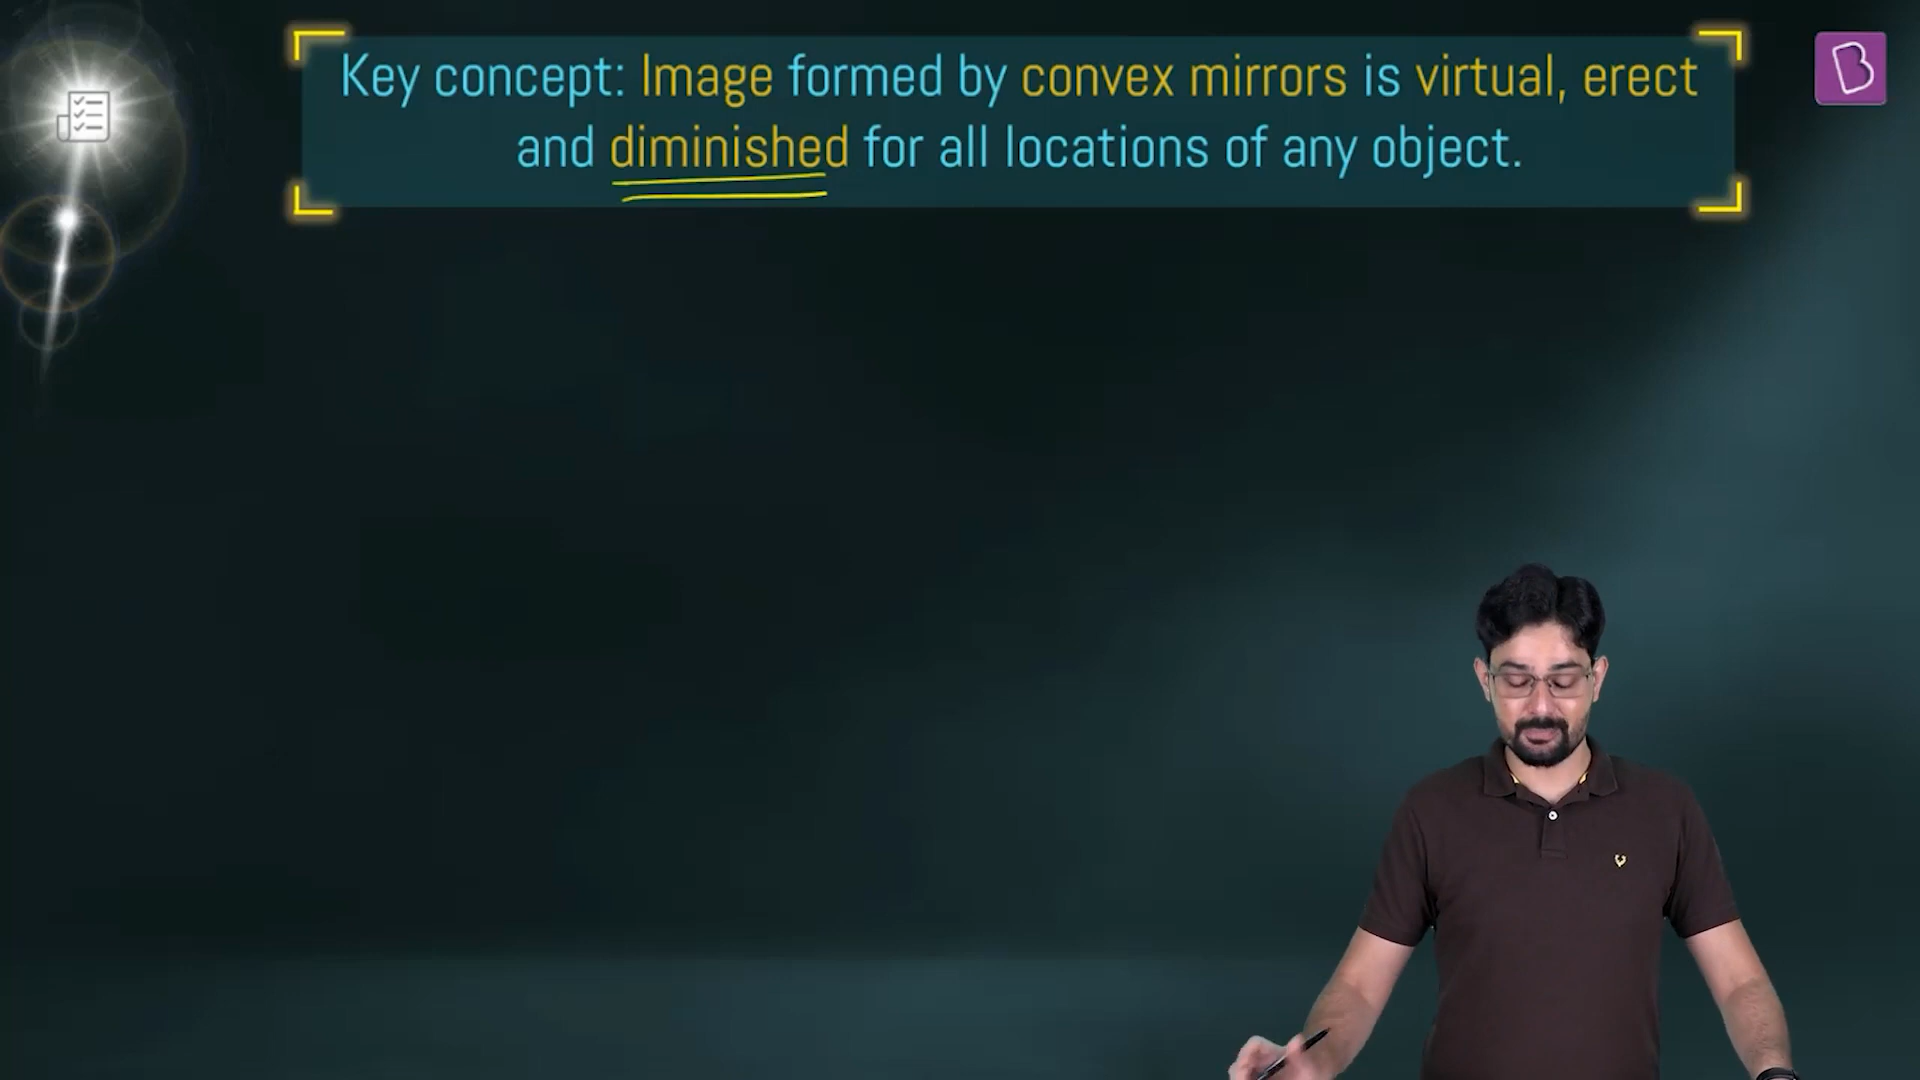 Key concept: Image formed by convex mirrors is virtual, erect
and diminished for all locations of any object.
B